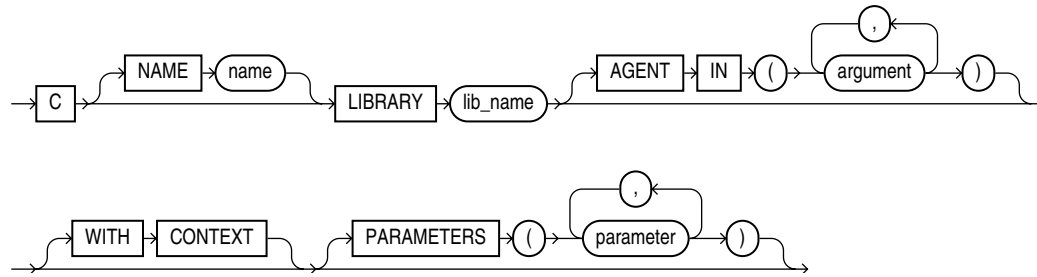 ,
NAME name AGENT IN ( argument )
C LIBRARY lib_name
,
WITH CONTEXT PARAMETERS ( parameter )